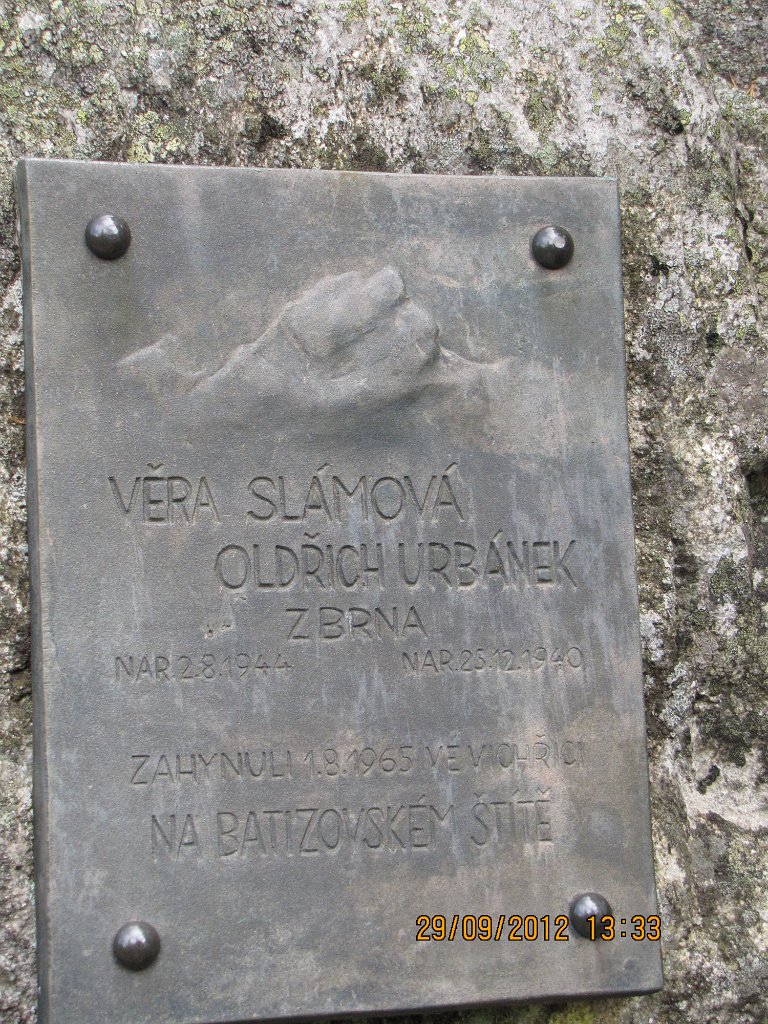 VĚRA SLÁMOVÁ
OLDŘICH URBÁNEK
Z BRNA
NAR. 2.8.1944 NAR. 25.12.1940
ZAHYNULI 1.8.1965 VE VICHŘICI
NA BATIZOVSKÉM ŠTÍTĚ
29/09/2012 13:33